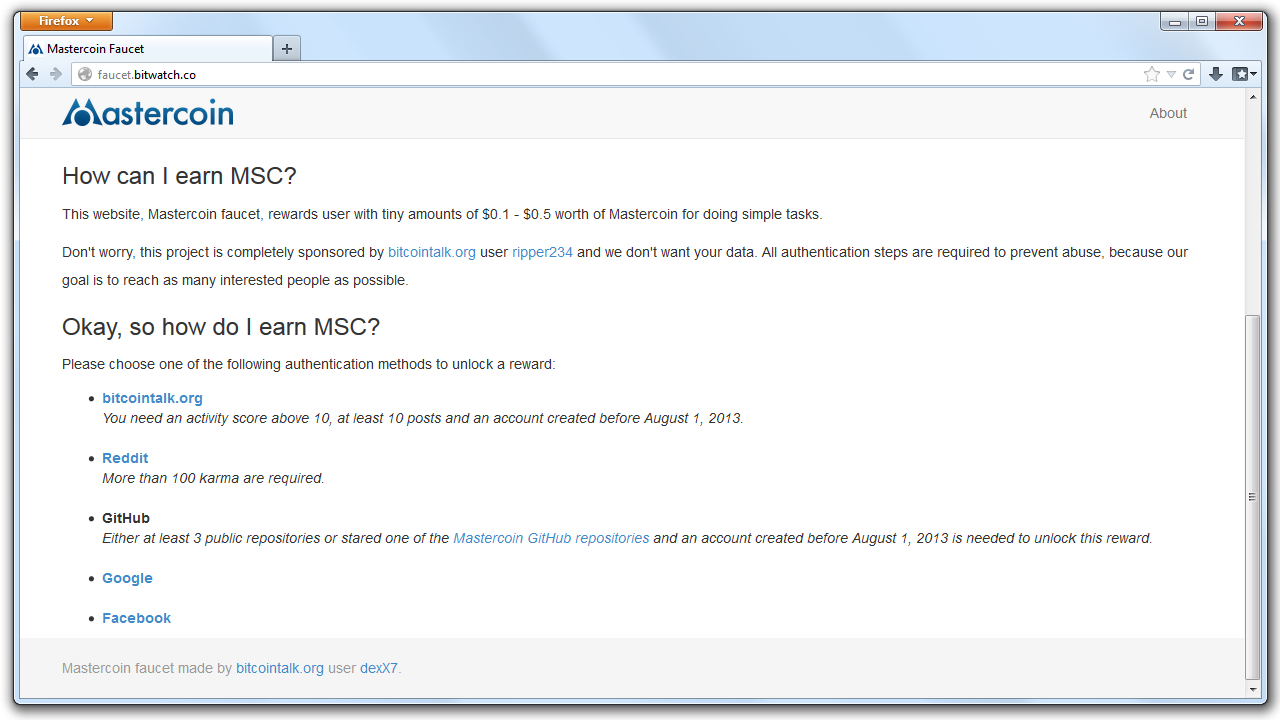 Firefox
Mastercoin Faucet
faucet.bitwatch.co
Mastercoin
About
How can I earn MSC?
This website, Mastercoin faucet, rewards user with tiny amounts of $0.1 - $0.5 worth of Mastercoin for doing simple tasks.
Don't worry, this project is completely sponsored by bitcointalk.org user ripper234 and we don't want your data. All authentication steps are required to prevent abuse, because our
goal is to reach as many interested people as possible.
Okay, so how do I earn MSC?
Please choose one of the following authentication methods to unlock a reward:
• bitcointalk.org
You need an activity score above 10, at least 10 posts and an account created before August 1, 2013.
• Reddit
More than 100 karma are required.
• GitHub
Either at least 3 public repositories or stared one of the Mastercoin GitHub repositories and an account created before August 1, 2013 is needed to unlock this reward.
• Google
• Facebook
Mastercoin faucet made by bitcointalk.org user dexX7.